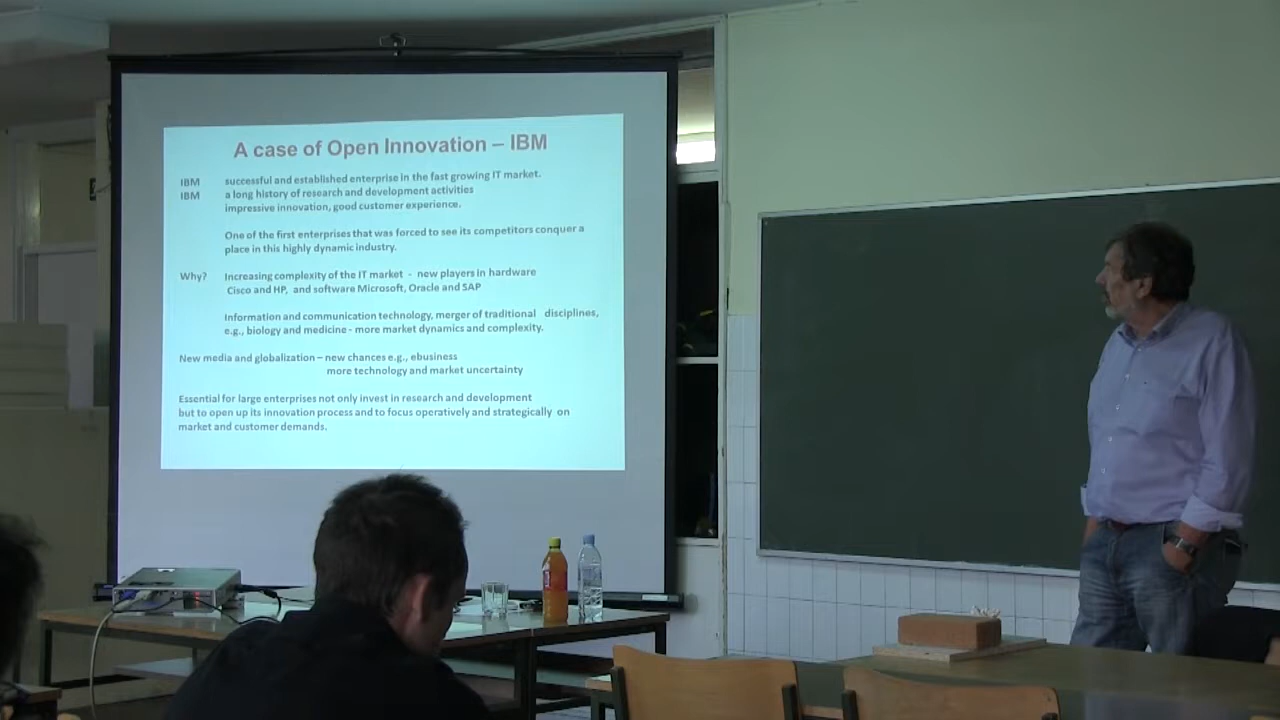 A case of Open Innovation – IBM
IBM successful and established enterprise in the fast growing IT market.
IBM a long history of research and development activities
impressive innovation, good customer experience.
One of the first enterprises that was forced to see its competitors conquer a
place in this highly dynamic industry.
Why? Increasing complexity of the IT market - new players in hardware
Cisco and HP, and software Microsoft, Oracle and SAP
Information and communication technology, merger of traditional disciplines,
e.g., biology and medicine - more market dynamics and complexity.
New media and globalization – new chances e.g., ebusiness
more technology and market uncertainty
Essential for large enterprises not only invest in research and development
but to open up its innovation process and to focus operatively and strategically on
market and customer demands.